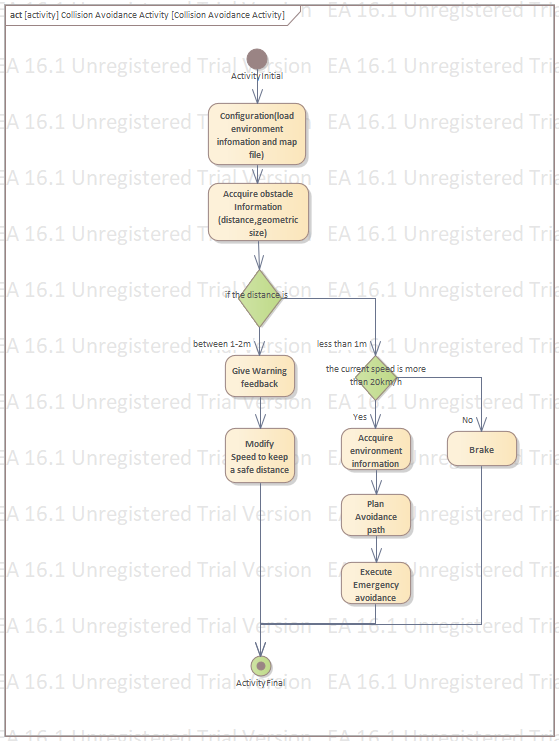 act [activity] Collision Avoidance Activity [Collision Avoidance Activity]
EA 16.1 Unregistered Trial Version
ActivityInitial
Configuration(load
environment
infomation and map
file)
Accquire obstacle
Information
(distance,geometric
size)
if the distance is
between 1-2m
less than 1m
Give Warning
feedback
the current speed is more
than 20km/h
Yes
No
Modify
Speed to keep
a safe distance
Accquire
environment
information
Brake
Plan
Avoidance
path
Execute
Emergency
avoidance
ActivityFinal